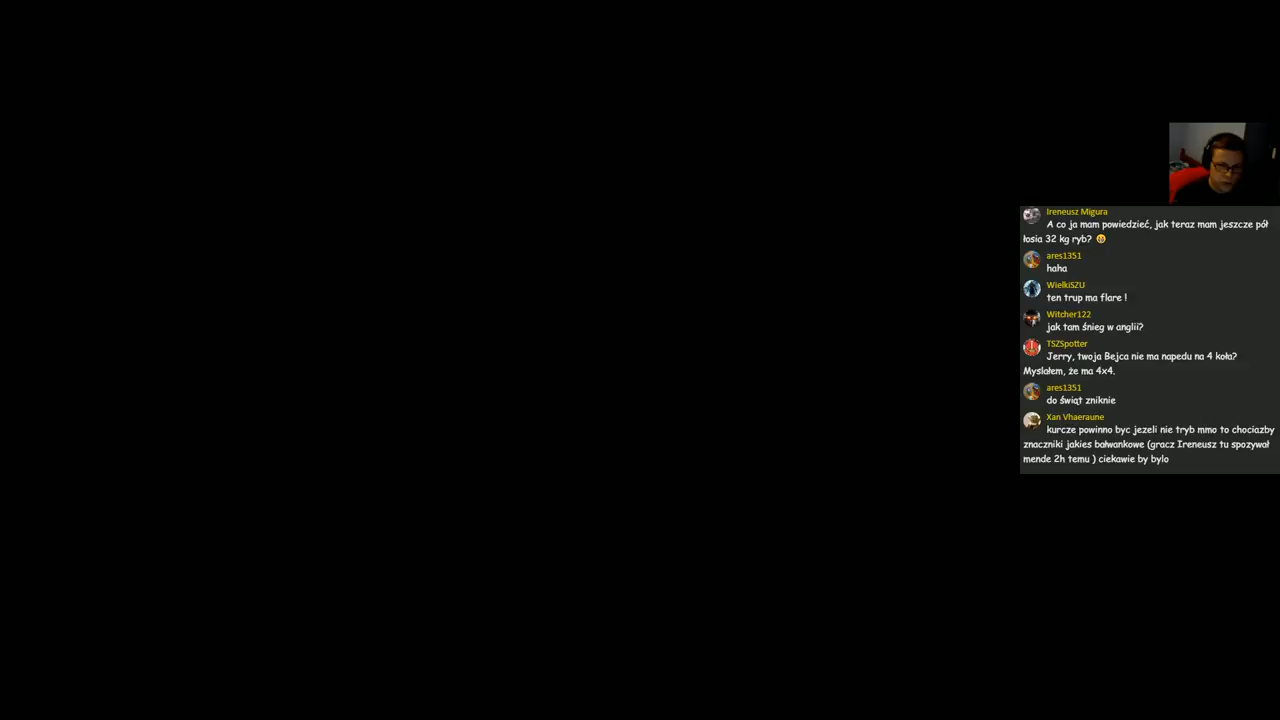 Ireneusz Migura
A co ja mam powiedzieć, jak teraz mam jeszcze pół
łosia 32 kg ryb?
ares1351
haha
WielkiSZU
ten trup ma flare !
Witcher122
jak tam śnieg w anglii?
TSZSpotter
Jerry, twoja Bejca nie ma napedu na 4 koła?
Myslałem, że ma 4x4.
ares1351
do świąt zniknie
Xan Vhaeraune
kurcze powinno byc jezeli nie tryb mmo to chociazby
znaczniki jakies bałwankowe (gracz Ireneusz tu spozywał
mende 2h temu ) ciekawie by bylo